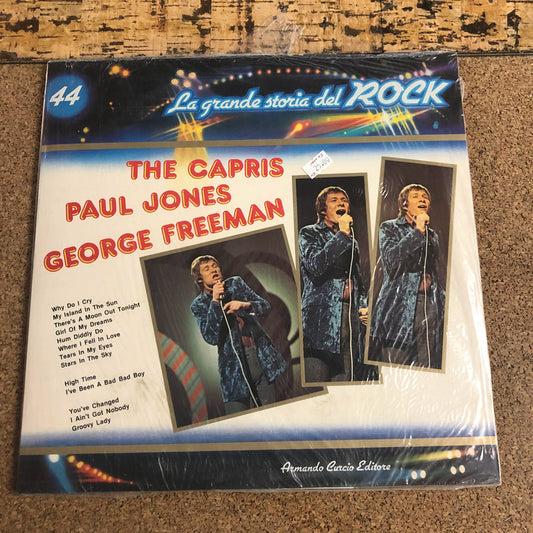 44
La grande storia del ROCK
THE CAPRIS
PAUL JONES
GEORGE FREEMAN
Why Do I Cry
My Island In The Sun
There's A Moon Out Tonight
Girl Of My Dreams
Hum Diddly Do
Where I Fell In Love
Tears In My Eyes
Stars In The Sky
High Time
I've Been A Bad Bad Boy
You've Changed
I Ain't Got Nobody
Groovy Lady
Armando Curcio Editore